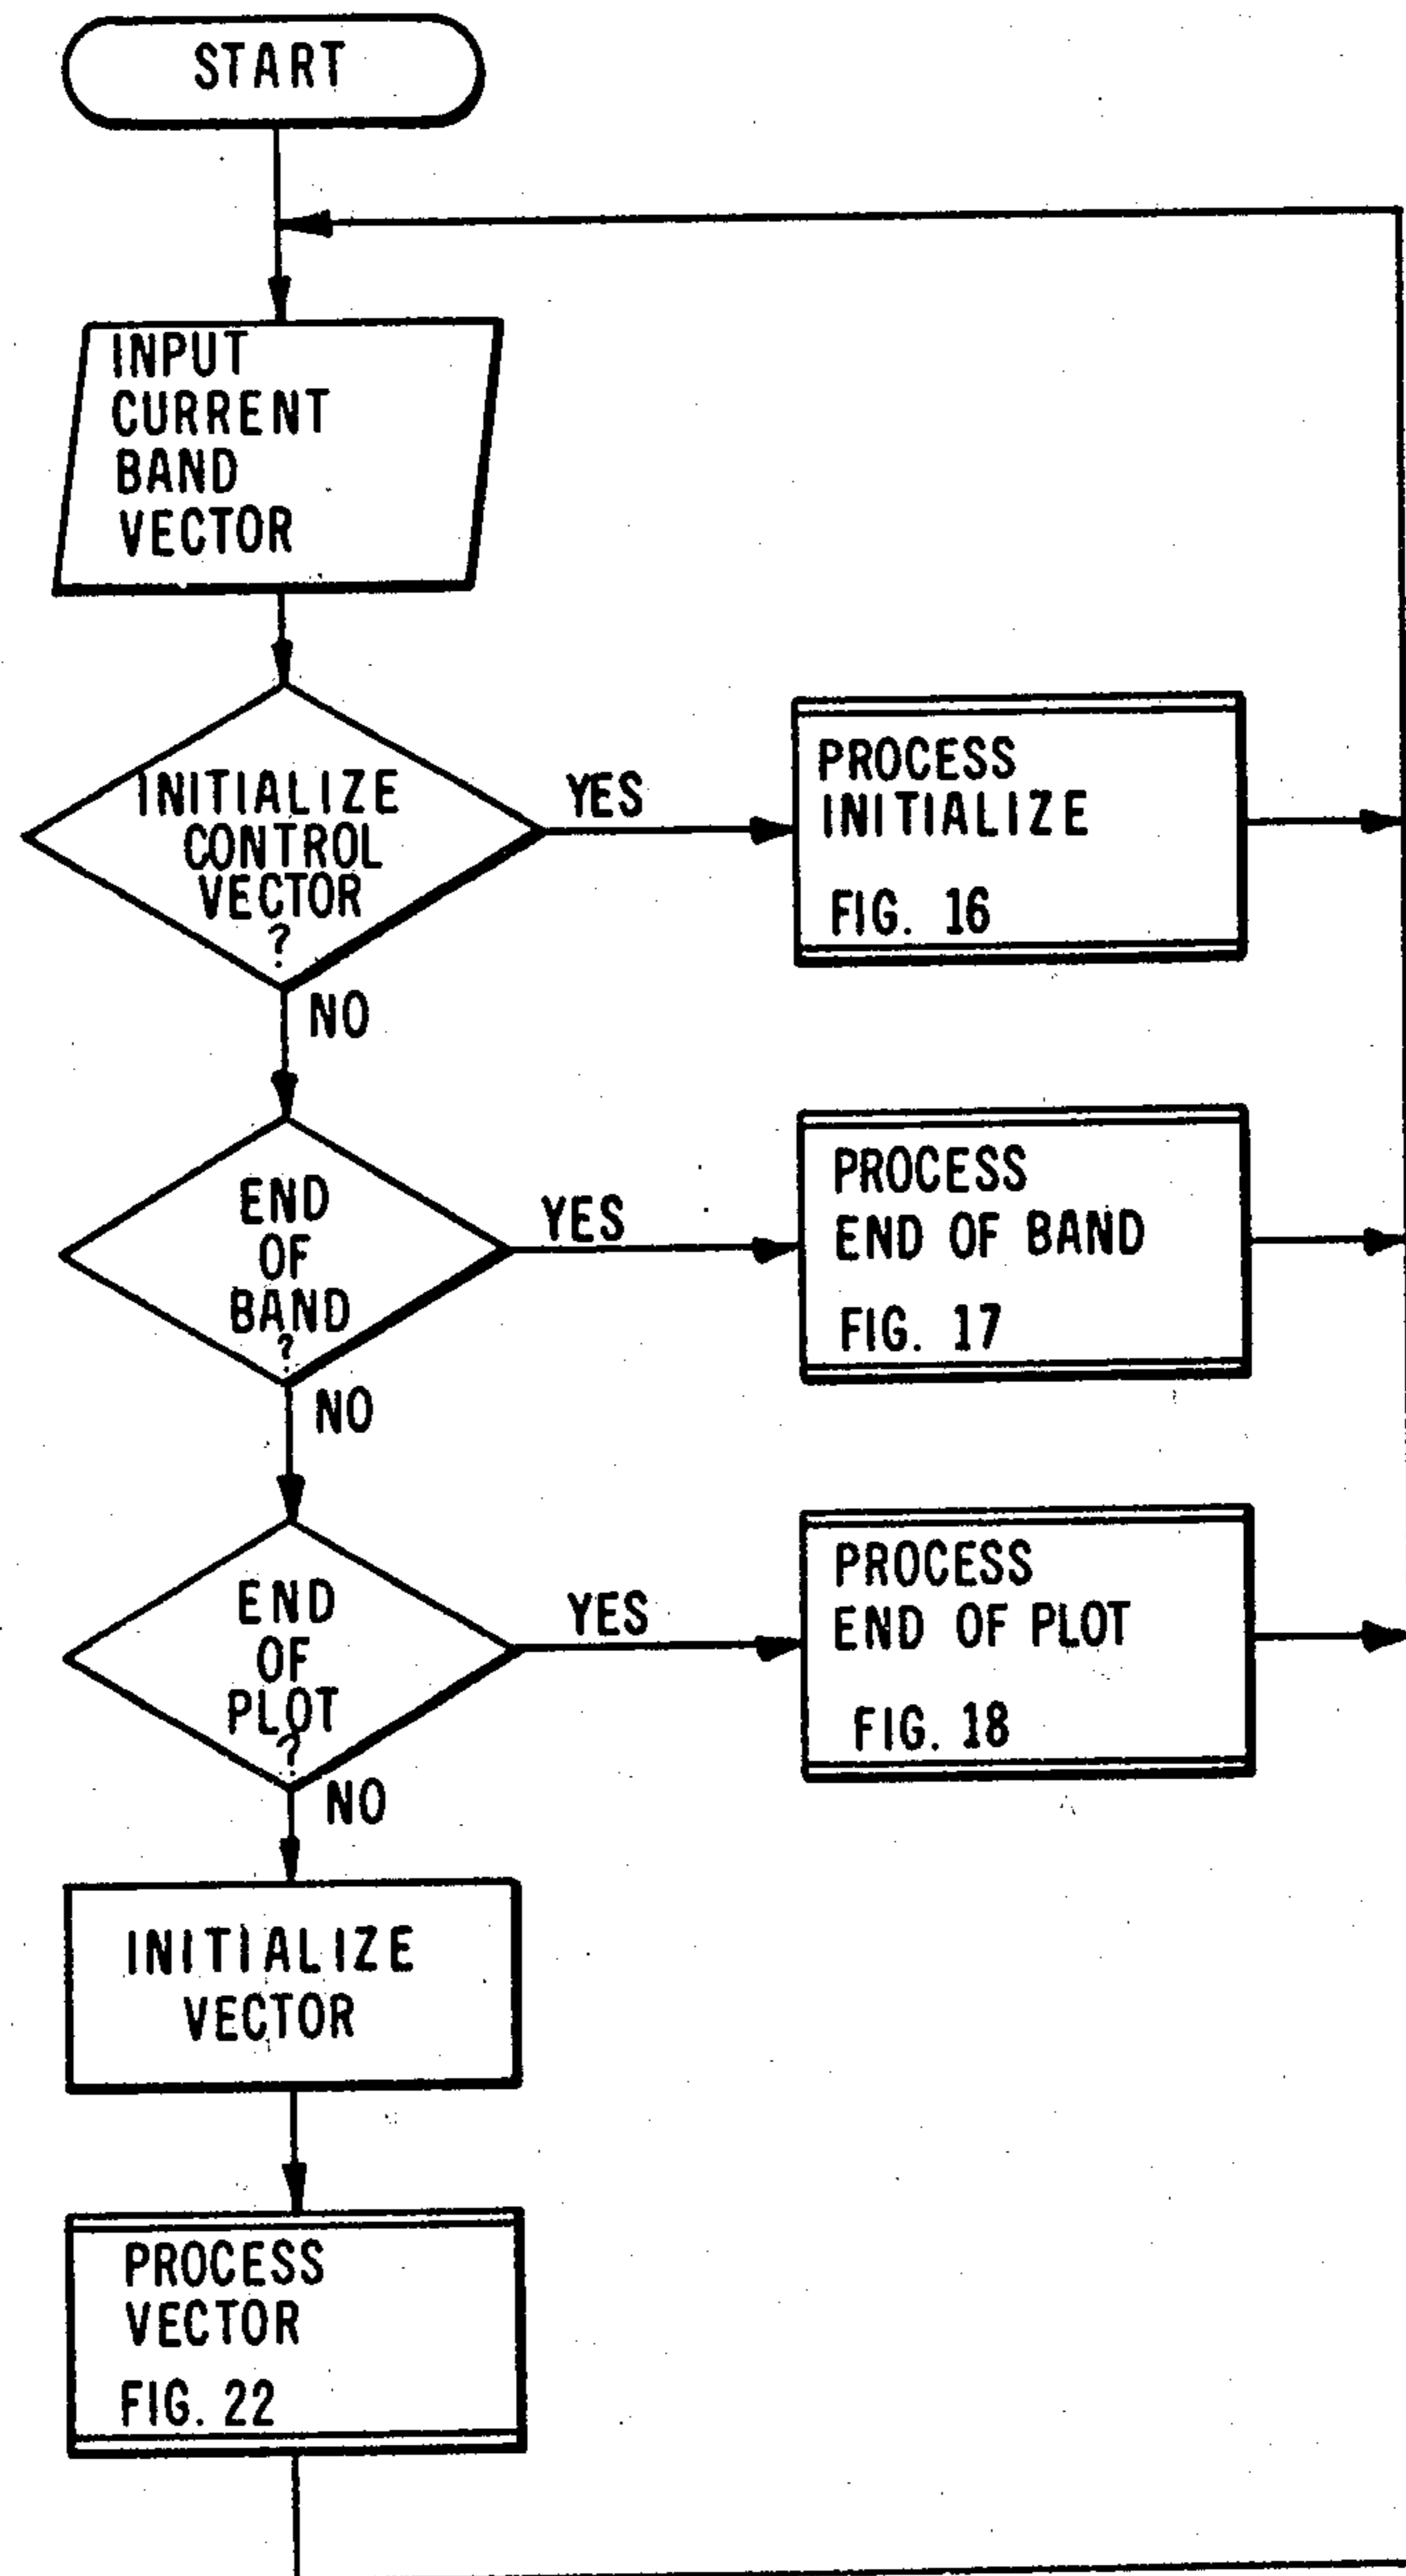 START
INPUT
CURRENT
BAND
VECTOR
INITIALIZE
CONTROL
VECTOR
?
YES
PROCESS
INITIALIZE
FIG. 16
NO
END
OF
BAND
?
YES
PROCESS
END OF BAND
FIG. 17
NO
END
OF
PLOT
?
YES
PROCESS
END OF PLOT
FIG. 18
NO
INITIALIZE
VECTOR
PROCESS
VECTOR
FIG. 22